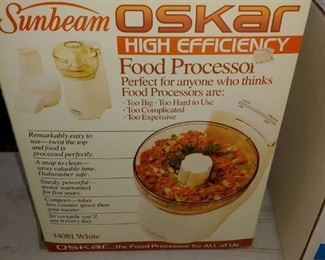 Sunbeam OSKAR
HIGH EFFICIENCY
Food Processor
Perfect for anyone who thinks
Food Processors are:
· Too Big · Too Hard to Use
· Too Complicated
· Too Expensive
Remarkably easy to
use—twist the top
and food is
processed perfectly.
A snap to clean—
saves valuable time.
Dishwasher safe.
Sturdy, powerful—
motor warranted
for five years.
Compact—takes
less counter space than
your toaster.
So versatile you'll
use it every day.
14081 White
OSKAR...the Food Processor for ALL of Us